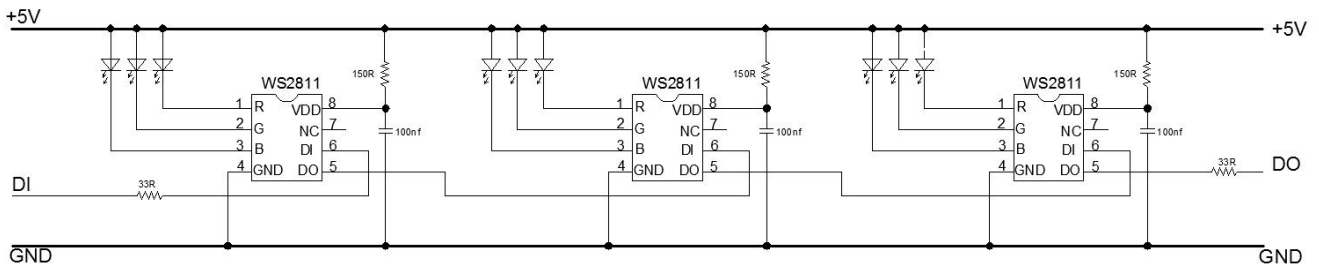 +5V
+5V
150R
WS2811
1 R VDD 8
2 G NC 7
3 B DI 6
4 GND DO 5
100nf
150R
WS2811
1 R VDD 8
2 G NC 7
3 B DI 6
4 GND DO 5
100nf
150R
WS2811
1 R VDD 8
2 G NC 7
3 B DI 6
4 GND DO 5
100nf
DI
33R
33R
DO
GND
GND